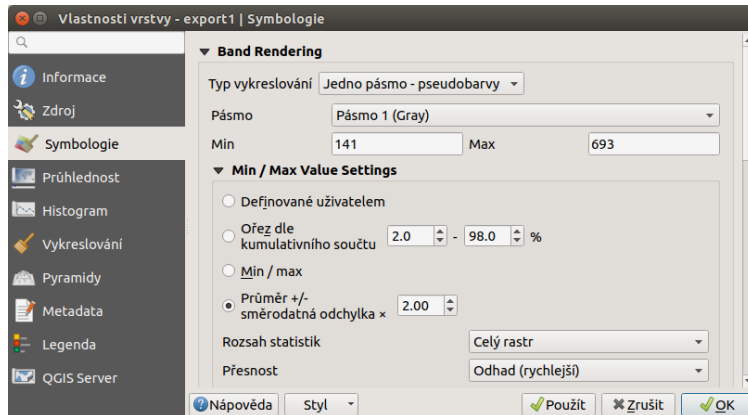 Vlastnosti vrstvy - export1 | Symbologie
Informace
Zdroj
Symbologie
Průhlednost
Histogram
Vykreslování
Pyramidy
Metadata
Legenda
QGIS Server
Band Rendering
Typ vykreslování Jedno pásmo - pseudobarvy
Pásmo Pásmo 1 (Gray)
Min 141 Max 693
Min / Max Value Settings
Definované uživatelem
Ořez dle
kumulativního součtu 2.0 - 98.0 %
Min / max
Průměr +/-
směrodatná odchylka × 2.00
Rozsah statistik Celý rastr
Přesnost Odhad (rychlejší)
Nápověda Styl Použít Zrušit OK